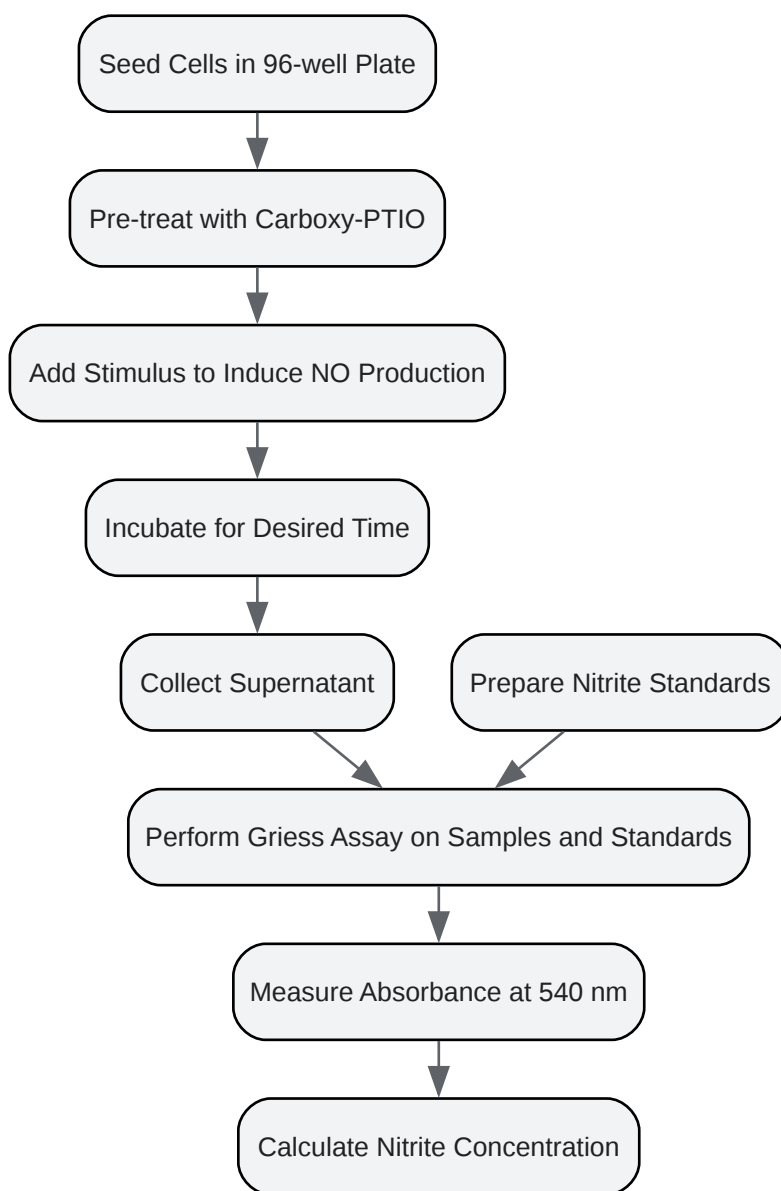 Seed Cells in 96-well Plate
Pre-treat with Carboxy-PTIO
Add Stimulus to Induce NO Production
Incubate for Desired Time
Collect Supernatant
Prepare Nitrite Standards
Perform Griess Assay on Samples and Standards
Measure Absorbance at 540 nm
Calculate Nitrite Concentration